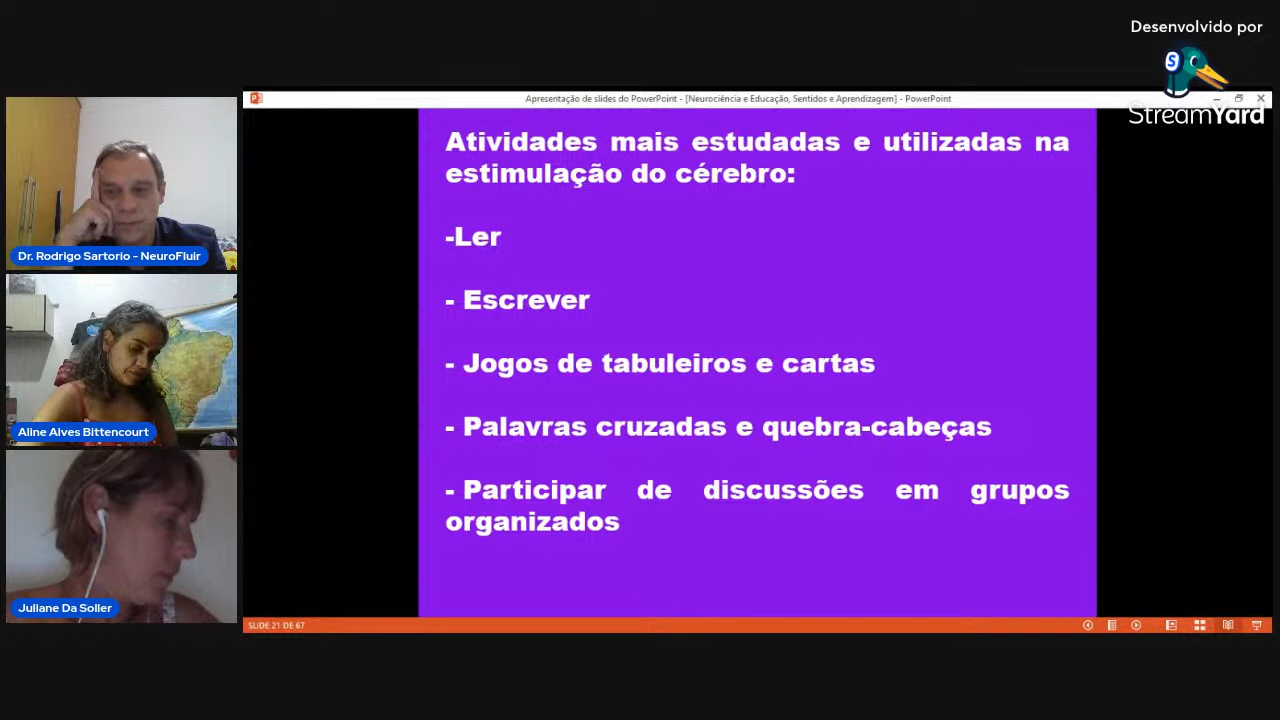 Desenvolvido por
StreamYard
Apresentação de slides do PowerPoint - [Neurociência e Educação, Sentidos e Aprendizagem] - PowerPoint
Atividades mais estudadas e utilizadas na
estimulação do cérebro:
-Ler
- Escrever
- Jogos de tabuleiros e cartas
- Palavras cruzadas e quebra-cabeças
- Participar de discussões em grupos
organizados
SLIDE 21 DE 67
Dr. Rodrigo Sartorio - NeuroFluir
Aline Alves Bittencourt
Juliane Da Soller